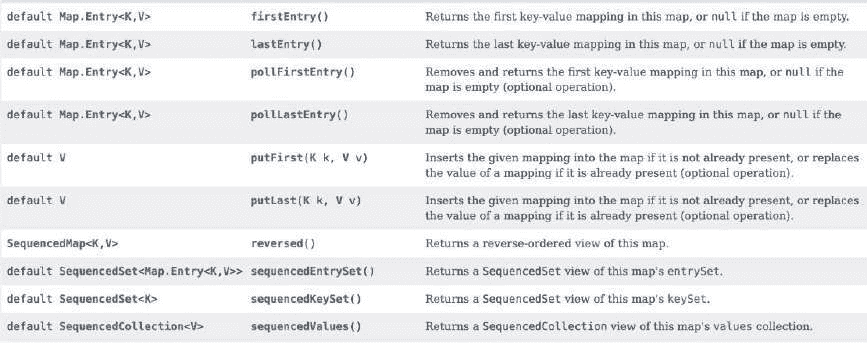 default Map.Entry<K,V> firstEntry() Returns the first key-value mapping in this map, or null if the map is empty.
default Map.Entry<K,V> lastEntry() Returns the last key-value mapping in this map, or null if the map is empty.
default Map.Entry<K,V> pollFirstEntry() Removes and returns the first key-value mapping in this map, or null if the
map is empty (optional operation).
default Map.Entry<K,V> pollLastEntry() Removes and returns the last key-value mapping in this map, or null if the
map is empty (optional operation).
default V putFirst(K k, V v) Inserts the given mapping into the map if it is not already present, or replaces
the value of a mapping if it is already present (optional operation).
default V putLast(K k, V v) Inserts the given mapping into the map if it is not already present, or replaces
the value of a mapping if it is already present (optional operation).
SequencedMap<K,V> reversed() Returns a reverse-ordered view of this map.
default SequencedSet<Map.Entry<K,V>> sequencedEntrySet() Returns a SequencedSet view of this map's entrySet.
default SequencedSet<K> sequencedKeySet() Returns a SequencedSet view of this map's keySet.
default SequencedCollection<V> sequencedValues() Returns a SequencedCollection view of this map's values collection.